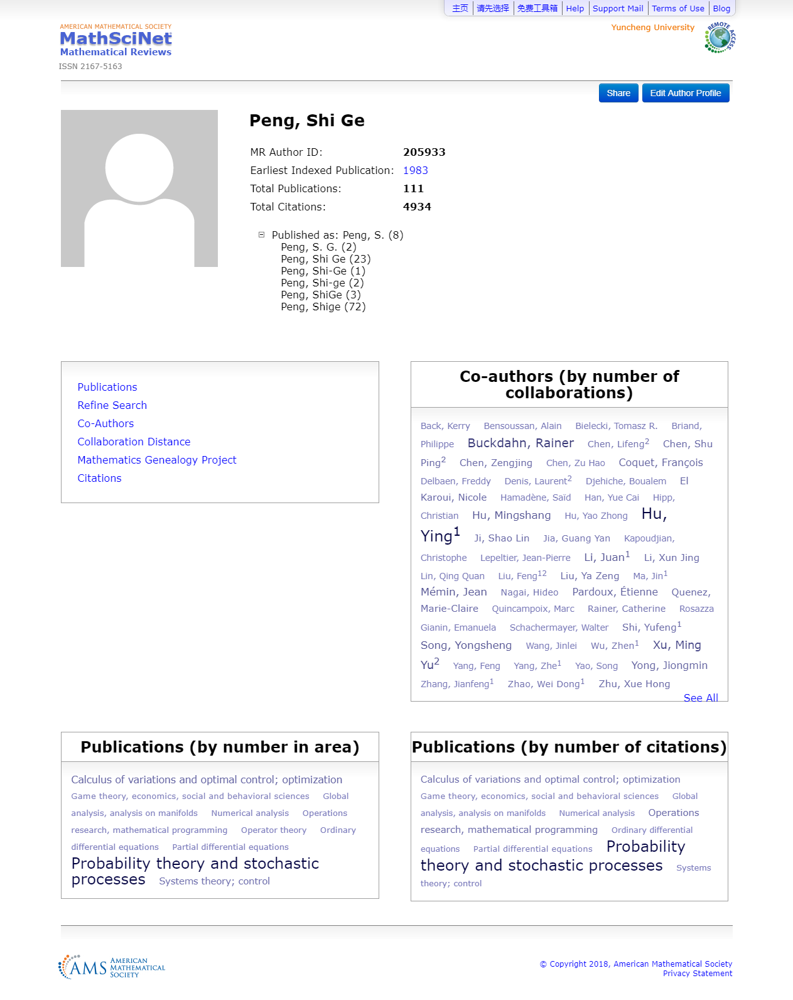 主页 请先选择 免费工具箱 Help Support Mail Terms of Use Blog
AMERICAN MATHEMATICAL SOCIETY
MathSciNet
Mathematical Reviews
ISSN 2167-5163
Yuncheng University
REMOTE ACCESS
Share Edit Author Profile
Peng, Shi Ge
MR Author ID: 205933
Earliest Indexed Publication: 1983
Total Publications: 111
Total Citations: 4934
Published as: Peng, S. (8)
Peng, S. G. (2)
Peng, Shi Ge (23)
Peng, Shi-Ge (1)
Peng, Shi-ge (2)
Peng, ShiGe (3)
Peng, Shige (72)
Publications
Refine Search
Co-Authors
Collaboration Distance
Mathematics Genealogy Project
Citations
Co-authors (by number of
collaborations)
Back, Kerry Bensoussan, Alain Bielecki, Tomasz R. Briand,
Philippe Buckdahn, Rainer Chen, Lifeng2 Chen, Shu
Ping2 Chen, Zengjing Chen, Zu Hao Coquet, François
Delbaen, Freddy Denis, Laurent2 Djehiche, Boualem El
Karoui, Nicole Hamadène, Saïd Han, Yue Cai Hipp,
Christian Hu, Mingshang Hu, Yao Zhong Hu,
Ying1 Ji, Shao Lin Jia, Guang Yan Kapoudjian,
Christophe Lepeltier, Jean-Pierre Li, Juan1 Li, Xun Jing
Lin, Qing Quan Liu, Feng12 Liu, Ya Zeng Ma, Jin1
Mémin, Jean Nagai, Hideo Pardoux, Étienne Quenez,
Marie-Claire Quincampoix, Marc Rainer, Catherine Rosazza
Gianin, Emanuela Schachermayer, Walter Shi, Yufeng1
Song, Yongsheng Wang, Jinlei Wu, Zhen1 Xu, Ming
Yu2 Yang, Feng Yang, Zhe1 Yao, Song Yong, Jiongmin
Zhang, Jianfeng1 Zhao, Wei Dong1 Zhu, Xue Hong
See All
Publications (by number in area)
Calculus of variations and optimal control; optimization
Game theory, economics, social and behavioral sciences Global
analysis, analysis on manifolds Numerical analysis Operations
research, mathematical programming Operator theory Ordinary
differential equations Partial differential equations
Probability theory and stochastic
processes Systems theory; control
Publications (by number of citations)
Calculus of variations and optimal control; optimization
Game theory, economics, social and behavioral sciences Global
analysis, analysis on manifolds Numerical analysis Operations
research, mathematical programming Ordinary differential
equations Partial differential equations Probability
theory and stochastic processes Systems
theory; control
AMS AMERICAN
MATHEMATICAL
SOCIETY
© Copyright 2018, American Mathematical Society
Privacy Statement